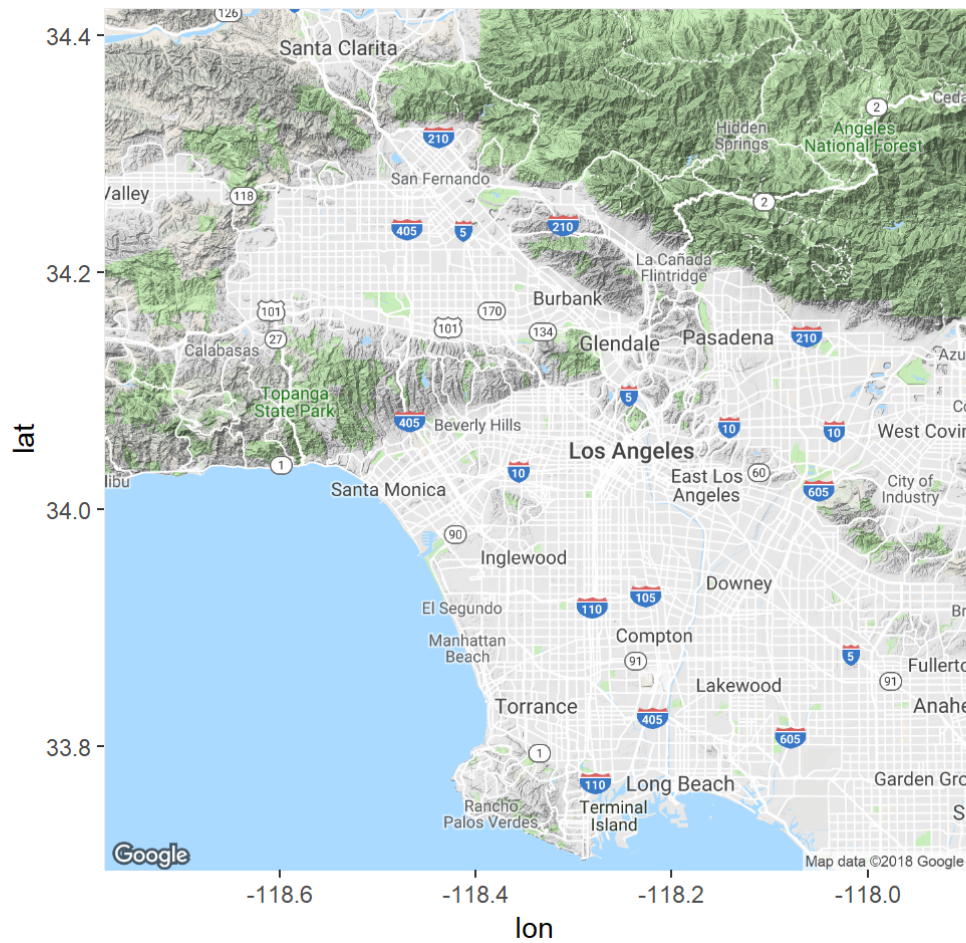 34.4
126
Santa Clarita
2
Ceda
210
Hidden
Springs
Angeles
National Forest
San Fernando
Valley
118
2
405
5
210
34.2
La Cañada
Flintridge
Burbank
101
170
101
134
27
Glendale
Pasadena
210
Calabasas
Azu
Topanga
State Park
5
405
Beverly Hills
10
10
West Covin
Los Angeles
lat
1
10
60
East Los
Angeles
City of
Industry
605
libu
Santa Monica
34.0
90
Inglewood
Downey
105
110
El Segundo
Br
Compton
Manhattan
Beach
5
91
Fullerto
91
Lakewood
Torrance
Anahe
405
605
33.8
1
110
Long Beach
Garden Gro
Rancho
Palos Verdes
Terminal
Island
S
Google
Map data ©2018 Google
-118.6
-118.4
-118.2
-118.0
lon